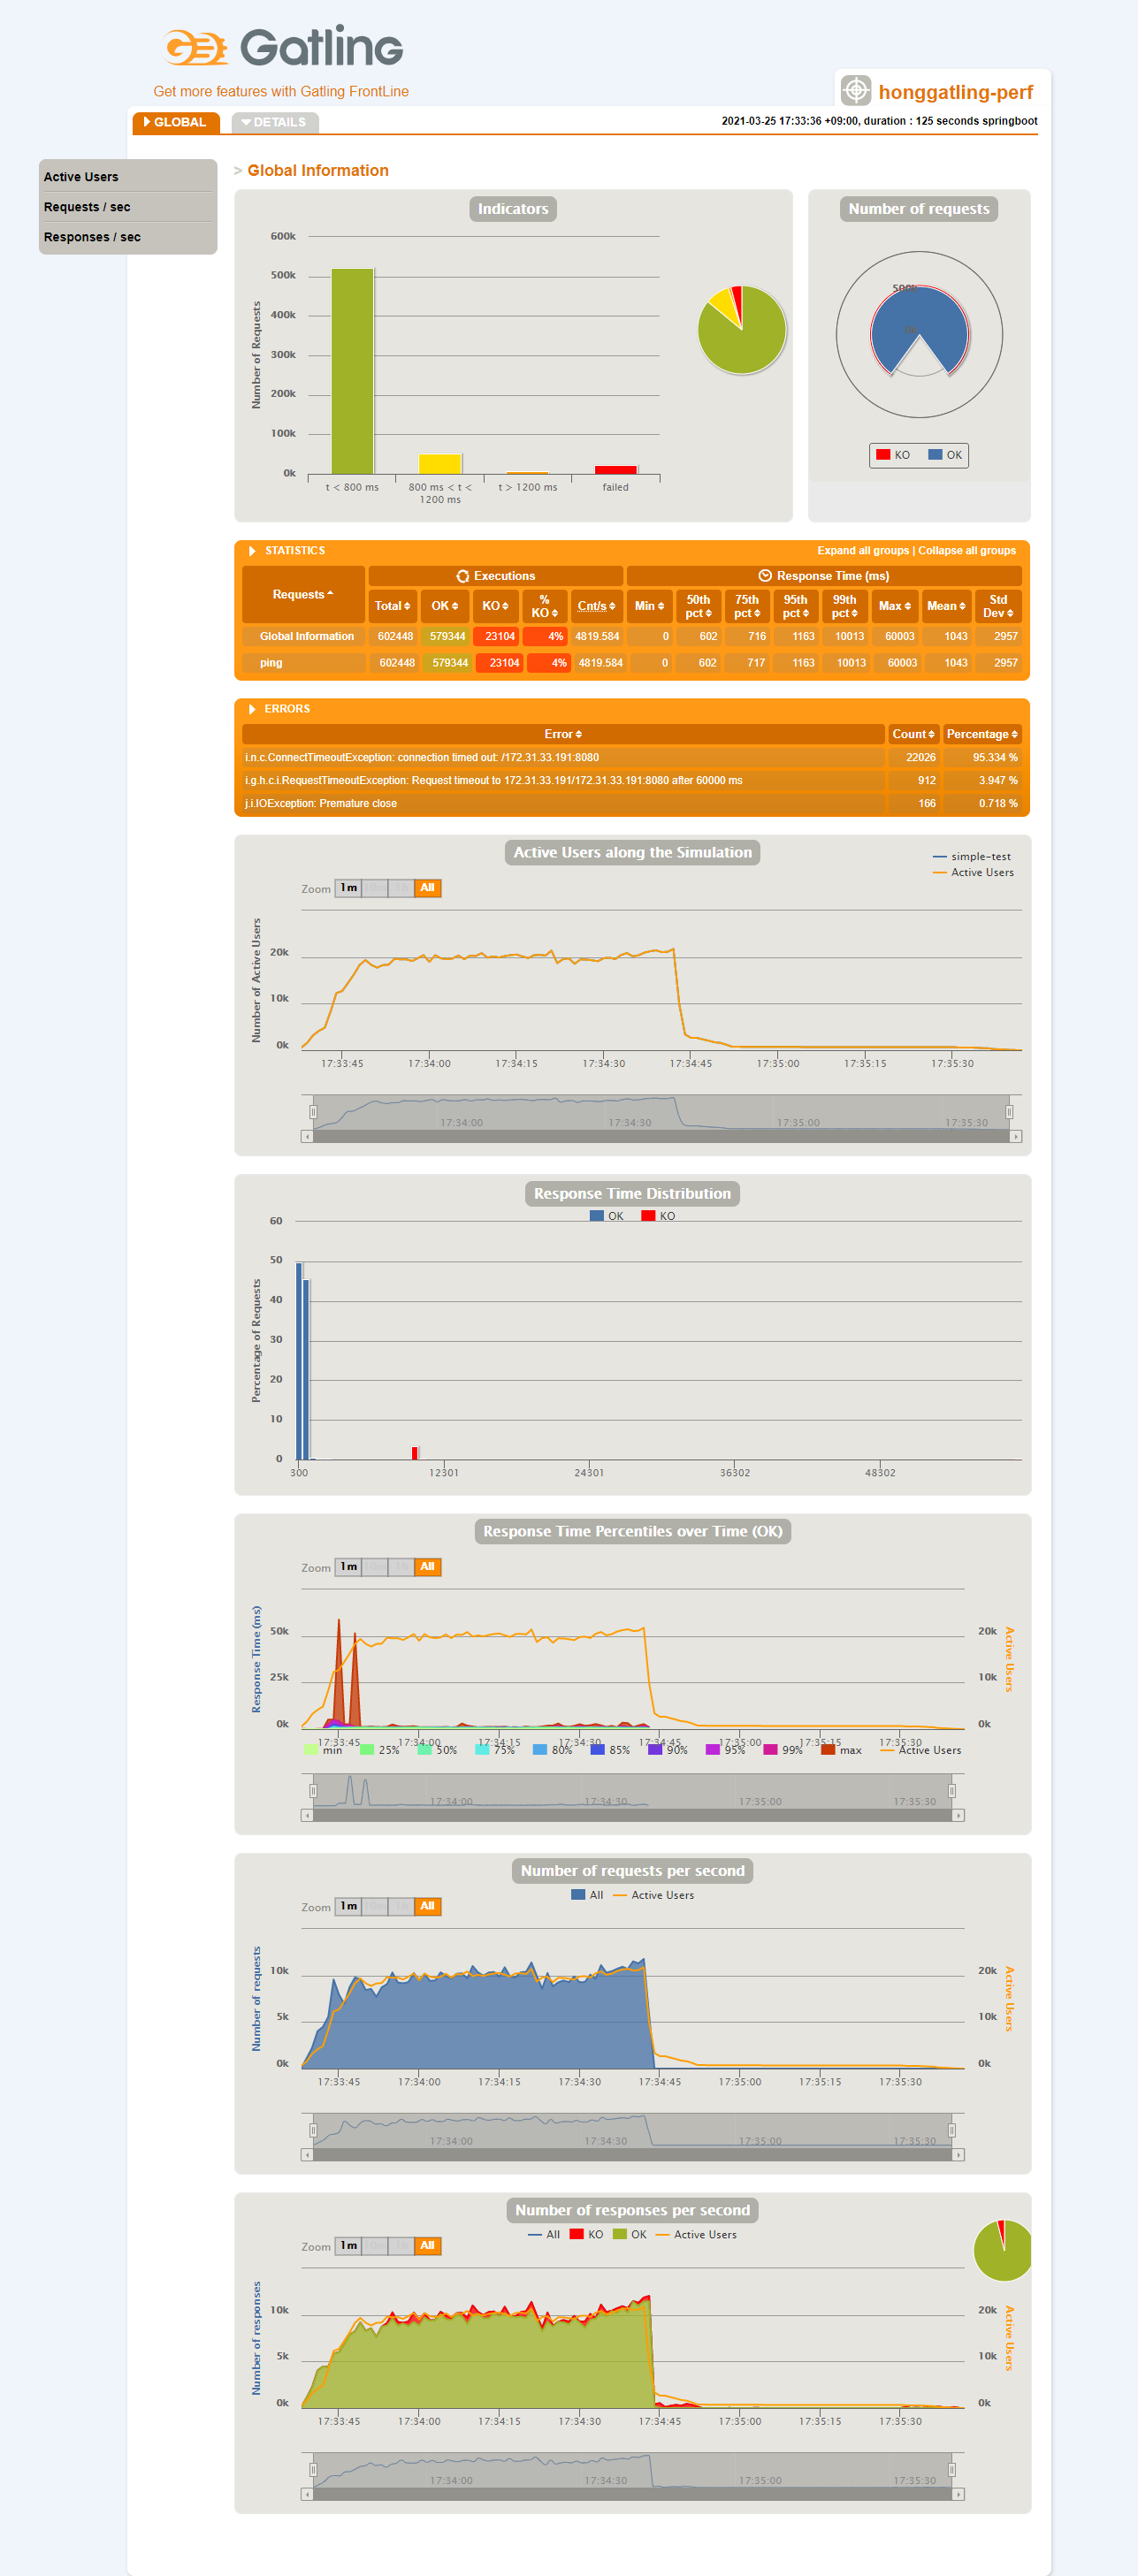 Gatling
Get more features with Gatling FrontLine
honggatling-perf
GLOBAL
DETAILS
2021-03-25 17:33:36 +09:00, duration : 125 seconds springboot
Active Users
Requests / sec
Responses / sec
> Global Information
Indicators
Number of Requests
600k
500k
400k
300k
200k
100k
0k
t < 800 ms
800 ms < t <
1200 ms
t > 1200 ms
failed
Number of requests
500k
0k
KO OK
STATISTICS
Expand all groups | Collapse all groups
Requests
Executions
Response Time (ms)
Total OK KO % KO Cnt/s Min 50th pct 75th pct 95th pct 99th pct Max Mean Std Dev
Global Information 602448 579344 23104 4% 4819.584 0 602 716 1163 10013 60003 1043 2957
ping 602448 579344 23104 4% 4819.584 0 602 717 1163 10013 60003 1043 2957
ERRORS
Error Count Percentage
i.n.c.ConnectTimeoutException: connection timed out: /172.31.33.191:8080 22026 95.334 %
i.g.h.c.i.RequestTimeoutException: Request timeout to 172.31.33.191/172.31.33.191:8080 after 60000 ms 912 3.947 %
j.i.IOException: Premature close 166 0.718 %
Active Users along the Simulation
simple-test
Active Users
Zoom 1m All
Number of Active Users
20k
10k
0k
17:33:45 17:34:00 17:34:15 17:34:30 17:34:45 17:35:00 17:35:15 17:35:30
17:34:00 17:34:30 17:35:00 17:35:30
Response Time Distribution
OK KO
Percentage of Requests
60
50
40
30
20
10
0
300 12301 24301 36302 48302
Response Time Percentiles over Time (OK)
Zoom 1m All
Response Time (ms)
50k
25k
0k
20k
10k
0k
Active Users
17:33:45 17:34:00 17:34:15 17:34:30 17:34:45 17:35:00 17:35:15 17:35:30
min 25% 50% 75% 80% 85% 90% 95% 99% max Active Users
17:34:00 17:34:30 17:35:00 17:35:30
Number of requests per second
All Active Users
Zoom 1m All
Number of requests
10k
5k
0k
20k
10k
0k
Active Users
17:33:45 17:34:00 17:34:15 17:34:30 17:34:45 17:35:00 17:35:15 17:35:30
17:34:00 17:34:30 17:35:00 17:35:30
Number of responses per second
All KO OK Active Users
Zoom 1m All
Number of responses
10k
5k
0k
20k
10k
0k
Active Users
17:33:45 17:34:00 17:34:15 17:34:30 17:34:45 17:35:00 17:35:15 17:35:30
17:34:00 17:34:30 17:35:00 17:35:30